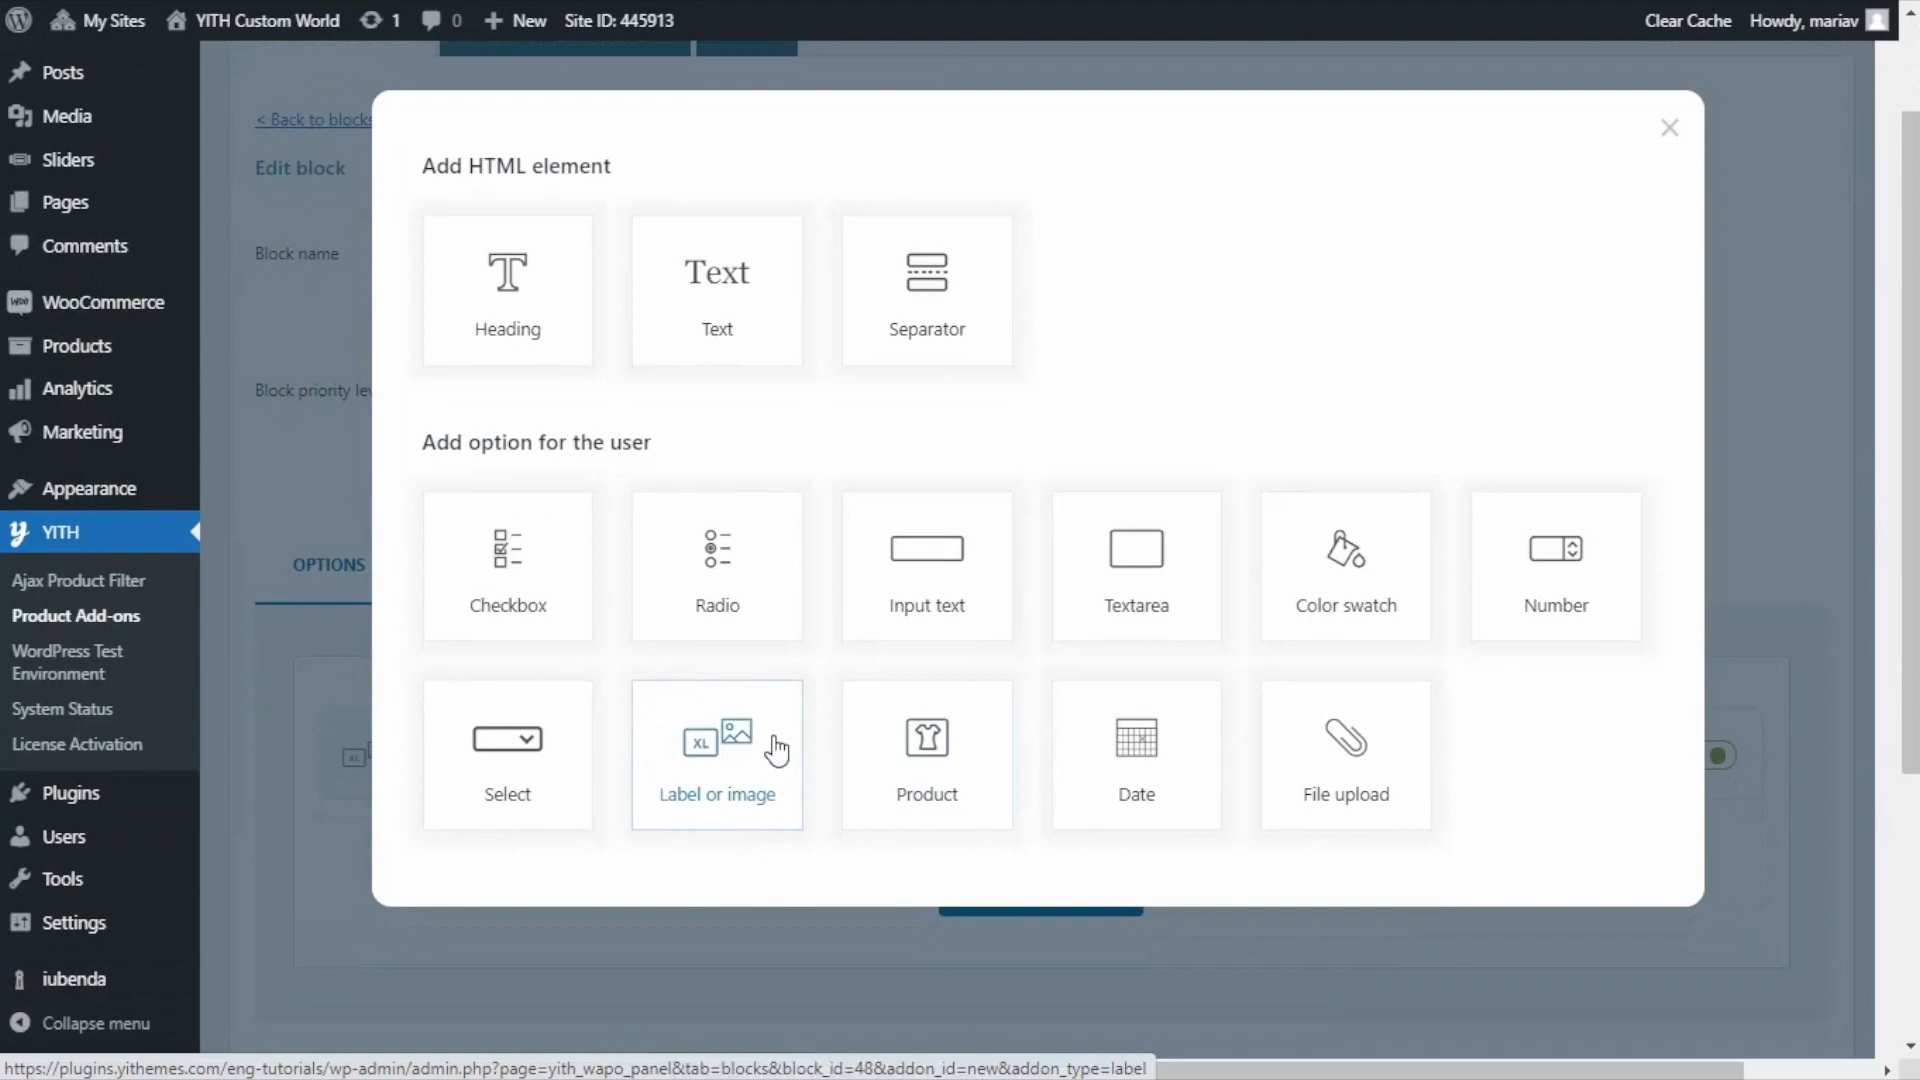 My Sites
YITH Custom World
1
0
New
Site ID: 445913
Clear Cache
Howdy, mariav
Posts
Media
Sliders
Pages
Comments
WooCommerce
Products
Analytics
Marketing
Appearance
YITH
Ajax Product Filter
Product Add-ons
WordPress Test
Environment
System Status
License Activation
Plugins
Users
Tools
Settings
iubenda
Collapse menu
< Back to blocks
Edit block
Block name
Block priority lev
OPTIONS
Add HTML element
Text
Heading
Text
Separator
Add option for the user
Checkbox
Radio
Input text
Textarea
Color swatch
Number
XL
Select
Label or image
Product
Date
File upload
https://plugins.yithemes.com/eng-tutorials/wp-admin/admin.php?page=yith_wapo_panel&tab=blocks&block_id=48&addon_id=new&addon_type=label